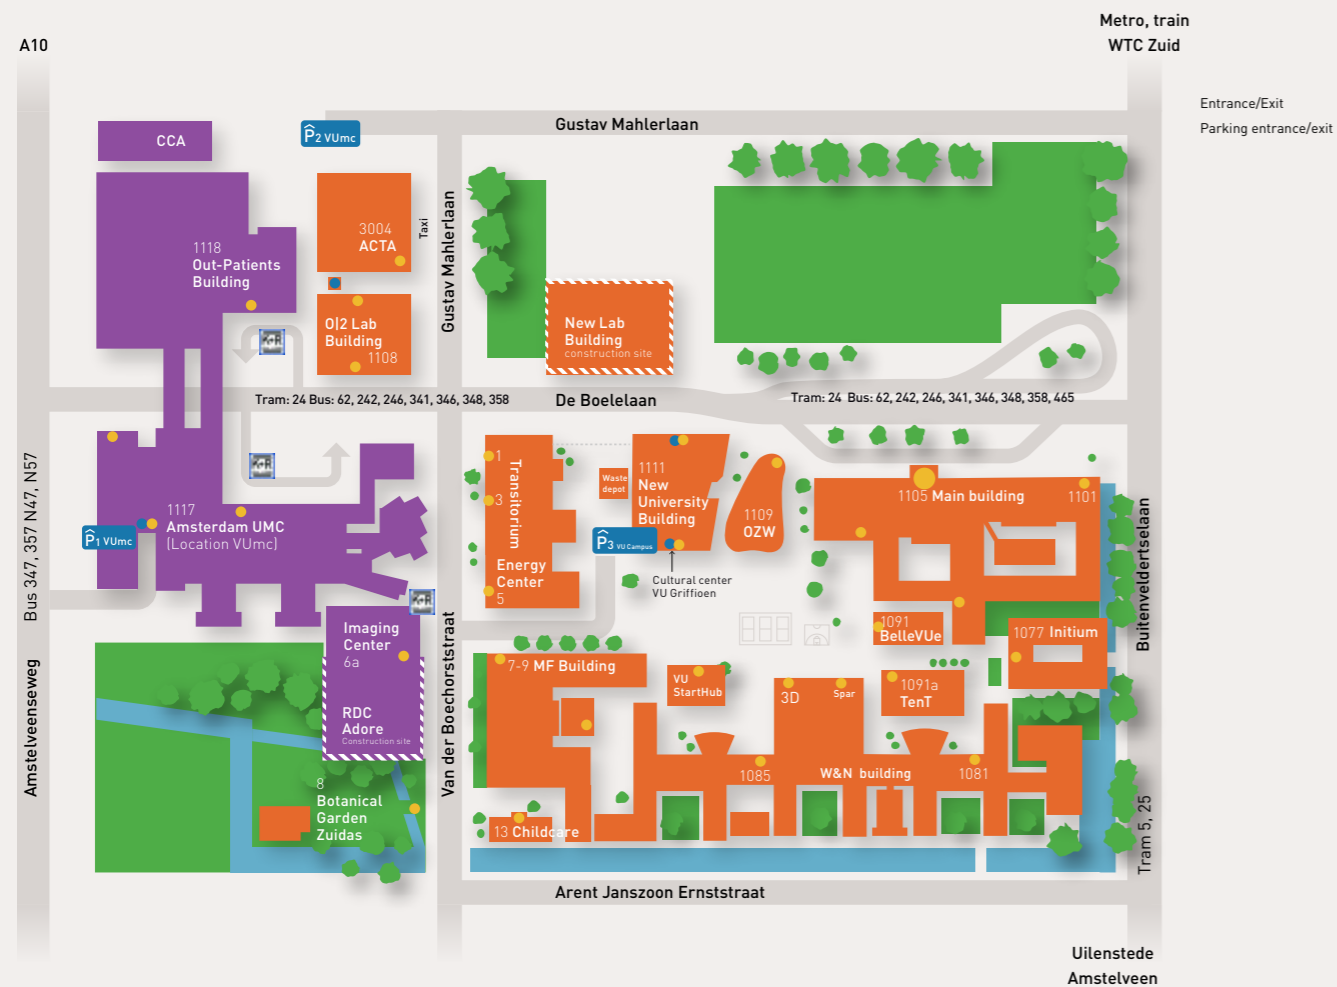 Metro, train
WTC Zuid
A10
Entrance/Exit
Parking entrance/exit
CCA
P2 VUmc
Gustav Mahlerlaan
3004
ACTA
Taxi
Gustav Mahlerlaan
1118
Out-Patients
Building
O|2 Lab
Building
1108
New Lab
Building
construction site
K+R
Tram: 24 Bus: 62, 242, 246, 341, 346, 348, 358
De Boelelaan
Tram: 24 Bus: 62, 242, 246, 341, 346, 348, 358, 465
Bus 347, 357 N47, N57
Amstelveenseweg
K+R
1117
Amsterdam UMC
(Location VUmc)
P1 VUmc
K+R
1
3
Transitorium
Energy
Center
5
Waste
depot
1111
New
University
Building
P3 VU Campus
Cultural center
VU Griffioen
1109
OZW
1105 Main building
1101
Buitenveldertselaan
1091
BelleVUe
1077 Initium
Imaging
Center
6a
RDC
Adore
Construction site
Van der Boechorststraat
7-9 MF Building
VU
StartHub
3D
Spar
1091a
TenT
1085
W&N building
1081
8
Botanical
Garden
Zuidas
13 Childcare
Tram 5, 25
Arent Janszoon Ernststraat
Uilenstede
Amstelveen